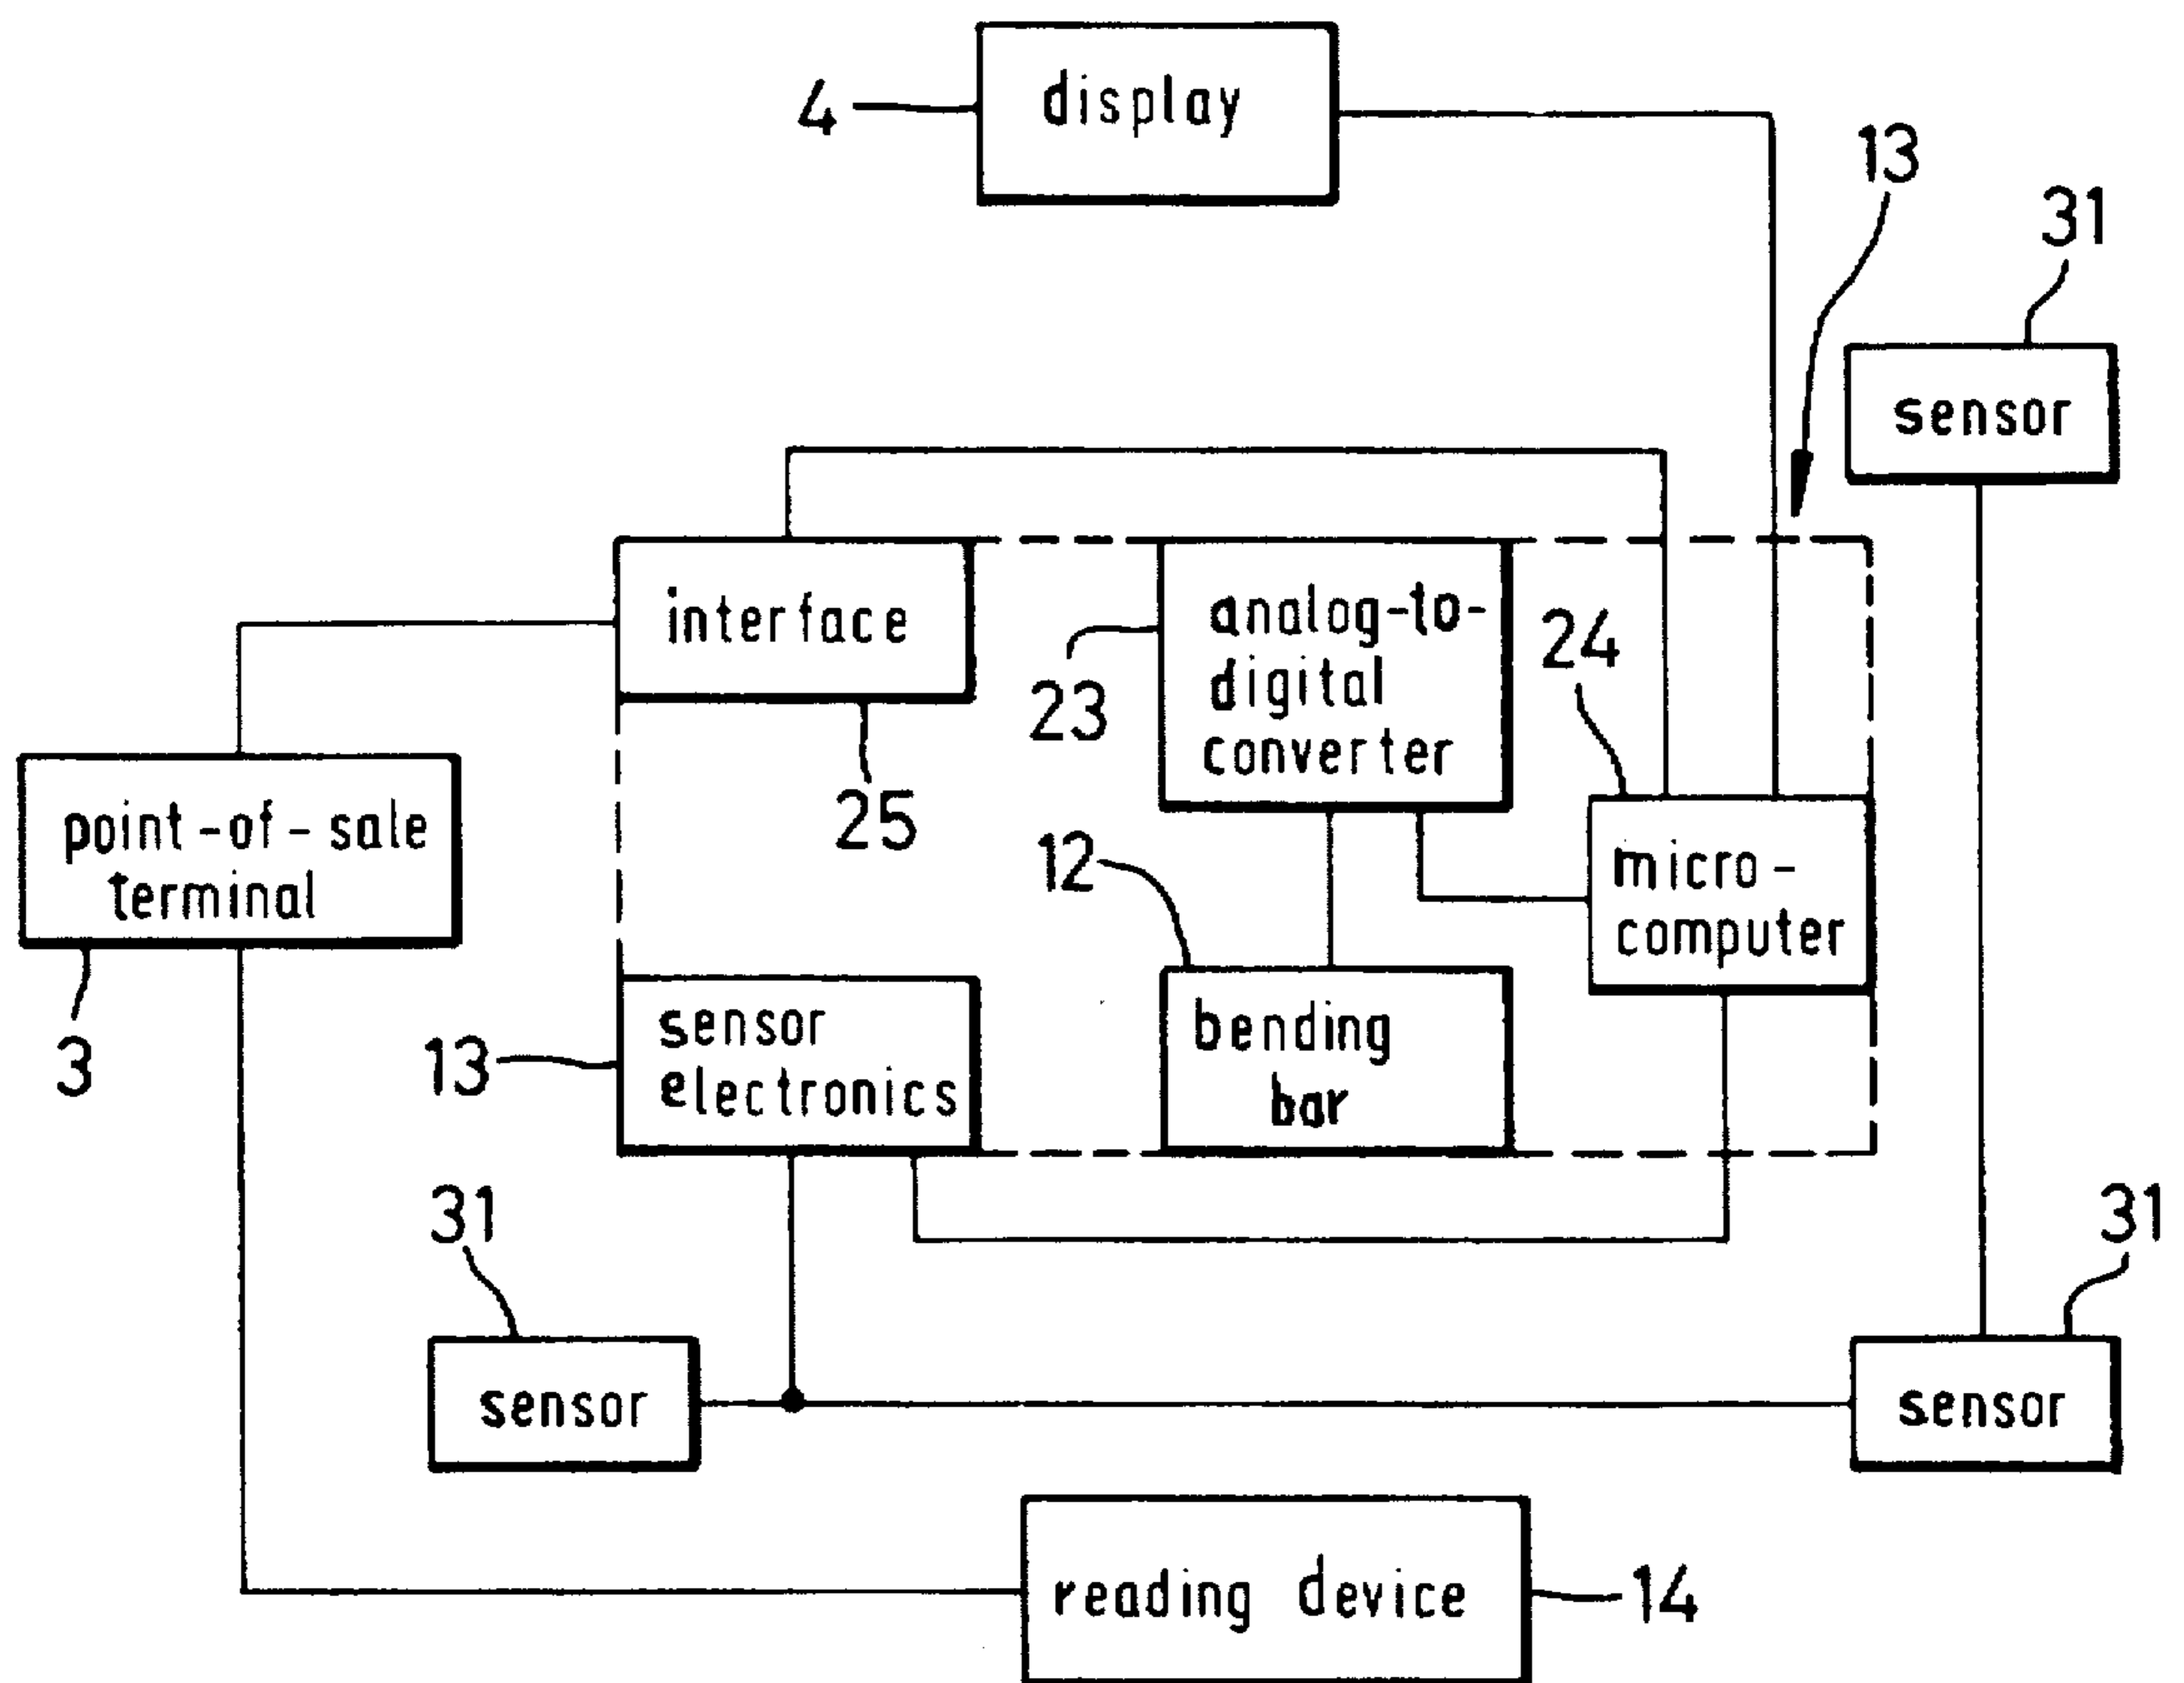 4
display
13
31
sensor
interface
analog-to-
digital
converter
23
24
25
point-of-sale
terminal
12
micro-
computer
3
13
sensor
electronics
bending
bar
31
31
sensor
sensor
reading device
14